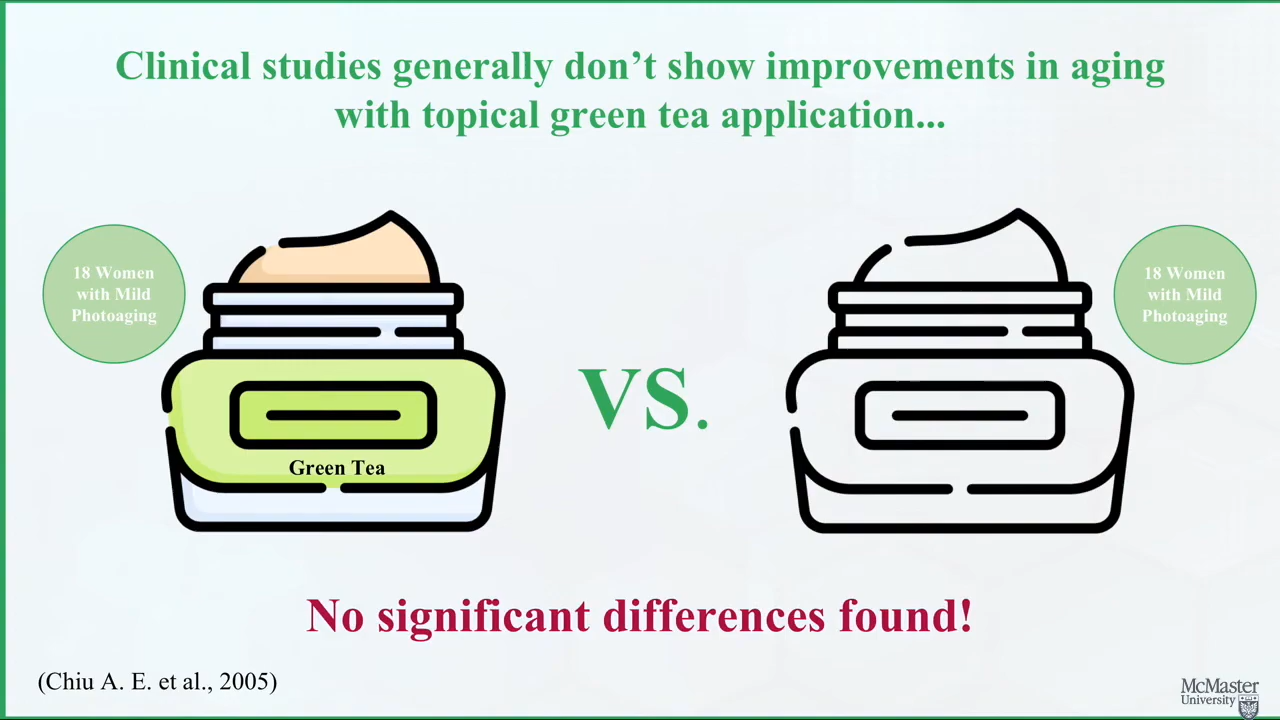 Clinical studies generally don’t show improvements in aging
with topical green tea application...
18 Women
with Mild
Photoaging
Green Tea
VS.
18 Women
with Mild
Photoaging
No significant differences found!
(Chiu A. E. et al., 2005)
McMaster
University